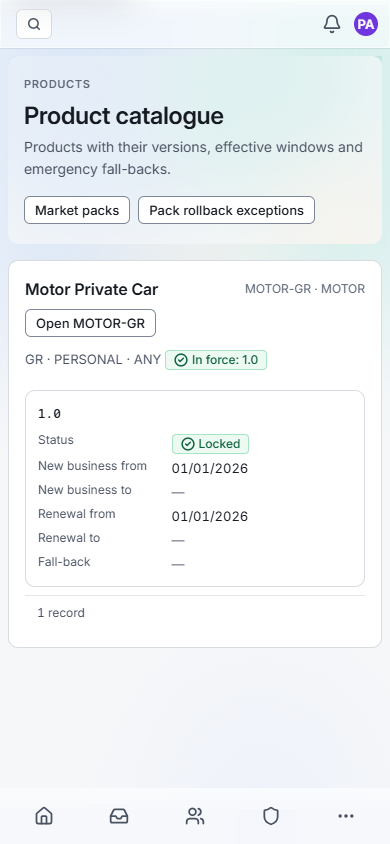 PA
PRODUCTS
Product catalogue
Products with their versions, effective windows and
emergency fall-backs.
Market packs
Pack rollback exceptions
Motor Private Car
MOTOR-GR · MOTOR
Open MOTOR-GR
GR · PERSONAL · ANY In force: 1.0
1.0
Status Locked
New business from 01/01/2026
New business to —
Renewal from 01/01/2026
Renewal to —
Fall-back —
1 record